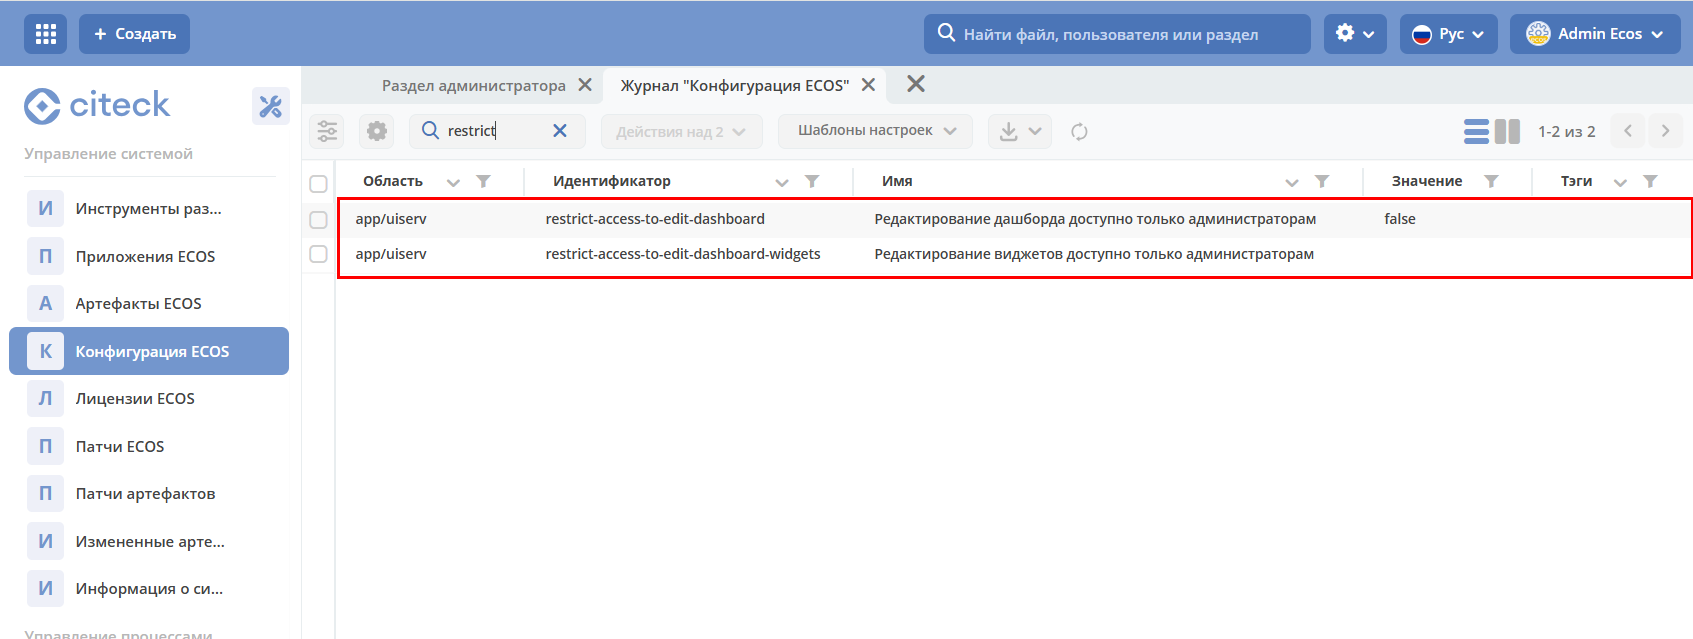 + Создать
Найти файл, пользователя или раздел
Рус
Admin Ecos
citeck
Раздел администратора
Журнал "Конфигурация ECOS"
restrict
Действия над 2
Шаблоны настроек
1-2 из 2
Управление системой
И Инструменты раз...
П Приложения ECOS
А Артефакты ECOS
К Конфигурация ECOS
Л Лицензии ECOS
П Патчи ECOS
П Патчи артефактов
И Измененные арте...
И Информация о си...
Управление процессами
Область Идентификатор Имя Значение Тэги
app/uiserv restrict-access-to-edit-dashboard Редактирование дашборда доступно только администраторам false
app/uiserv restrict-access-to-edit-dashboard-widgets Редактирование виджетов доступно только администраторам